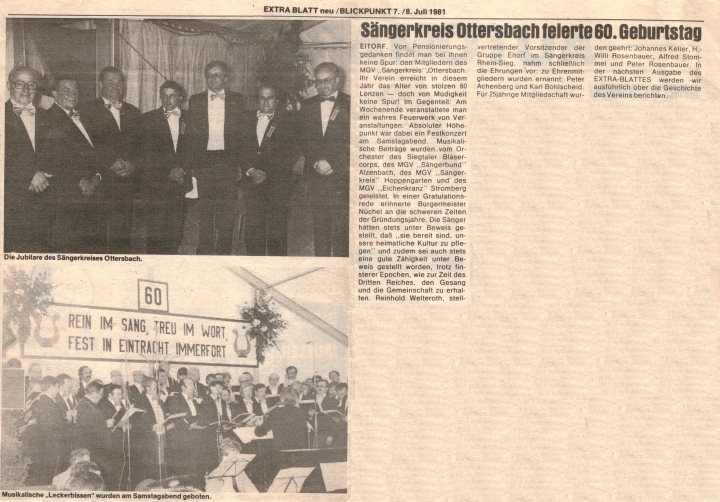 EXTRA BLATT neu /BLICKPUNKT 7. /8. Juli 1981
Sängerkreis Ottersbach feierte 60. Geburtstag
EITORF. Von Pensionierungs-
gedanken findet man bei ihnen
keine Spur: den Mitgliedern des
MGV „Sängerkreis"Ottersbach.
Ihr Verein erreicht in diesem
Jahr das Alter von stolzen 60
Lenzen — doch von Müdigkeit
keine Spur! Im Gegenteil: Am
Wochenende veranstaltete man
ein wahres Feuerwerk von Ver-
anstaltungen. Absoluter Höhe-
punkt war dabei ein Festkonzert
am Samstagabend. Musikali-
sche Beiträge wurden vom Or-
chester des Siegtaler Bläser-
corps, des MGV „Sängerbund"
Alzenbach, des MGV „Sänger-
kreis" Hoppengarten und des
MGV „Eichenkranz" Stromberg
geleistet. In einer Gratulations-
rede erinnerte Bürgermeister
Nüchel an die schweren Zeiten
der Gründungsjahre. Die Sänger
hätten stets unter Beweis ge-
stellt, daß „sie bereit sind, un-
sere heimatliche Kultur zu pfle-
gen" und zudem sei auch stets
eine gute Zähigkeit unter Be-
weis gestellt worden, trotz fin-
sterer Epochen, wie zur Zeit des
Dritten Reiches, den Gesang
und die Gemeinschaft zu erhal-
ten. Reinhold Welteroth, stell-
vertretender Vorsitzender der
Gruppe Eitorf im Sängerkreis
Rhein-Sieg, nahm schließlich
die Ehrungen vor: zu Ehrenmit-
gliedern wurden ernannt: Peter
Achenberg und Karl Bohlscheid.
Für 25jährige Mitgliedschaft wur-
den geehrt: Johannes Keller, H.-
Willi Rosenbauer, Alfred Stom-
mel und Peter Rosenbauer. In
der nächsten Ausgabe des
EXTRA-BLATTES werden wir
ausführlich über die Geschichte
des Vereins berichten.
Die Jubilare des Sängerkreises Ottersbach.
60
REIN IM SANG, TREU IM WORT,
FEST IN EINTRACHT IMMERFORT
Musikalische „Leckerbissen" wurden am Samstagabend geboten.